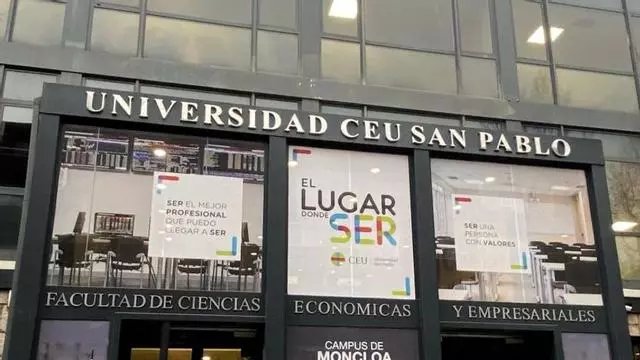 UNIVERSIDAD CEU SAN PABLO
SER EL MEJOR
PROFESIONAL
QUE PUEDO
LLEGAR A SER
EL
LUGAR
DONDE
SER
CEU
SER UNA
PERSONA
CON VALORES
FACULTAD DE CIENCIAS ECONOMICAS Y EMPRESARIALES
CAMPUS DE
MONCLOA